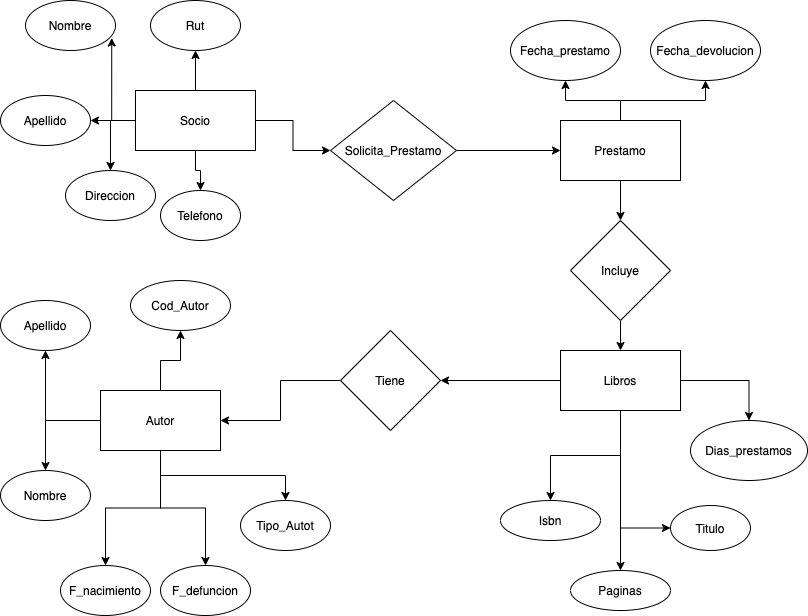 Nombre
Rut
Fecha_prestamo
Fecha_devolucion
Apellido
Socio
Solicita_Prestamo
Prestamo
Direccion
Telefono
Incluye
Cod_Autor
Apellido
Tiene
Libros
Autor
Dias_prestamos
Nombre
Tipo_Autot
Isbn
Titulo
F_nacimiento
F_defuncion
Paginas